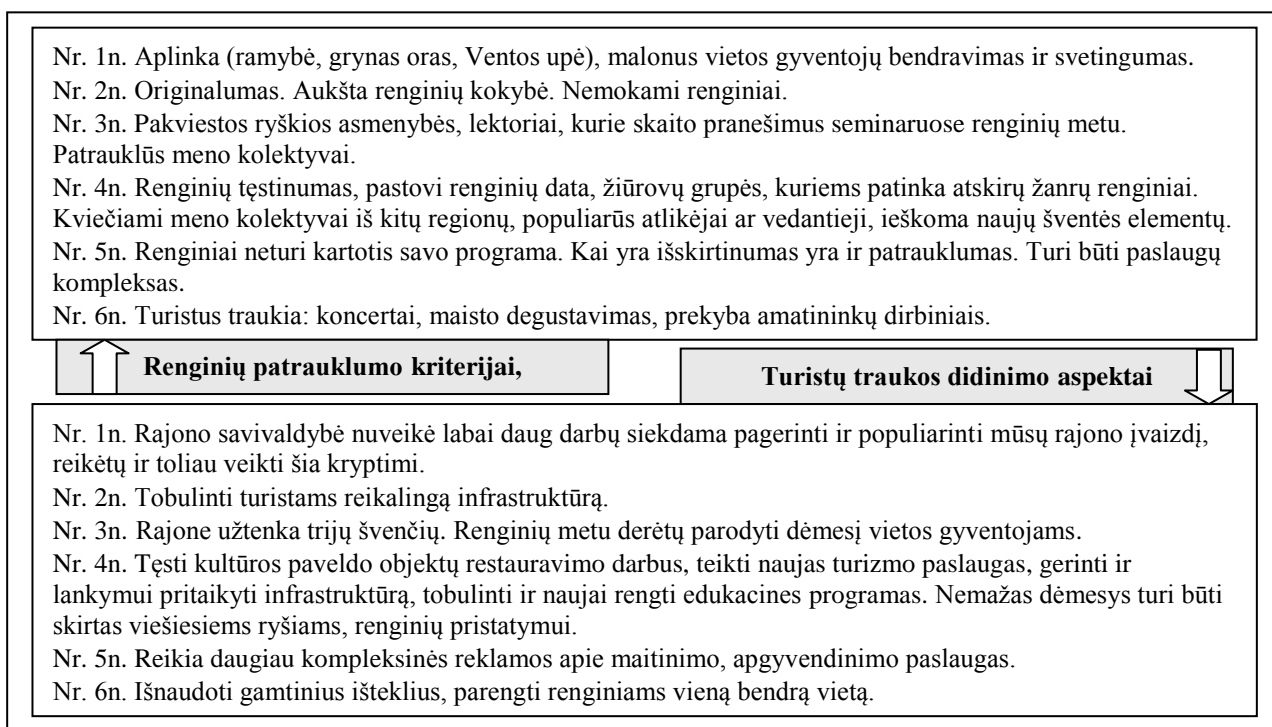 Nr. 1n. Aplinka (ramybė, grynas oras, Ventos upė), malonus vietos gyventojų bendravimas ir svetingumas.
Nr. 2n. Originalumas. Aukšta renginių kokybė. Nemokami renginiai.
Nr. 3n. Pakviestos ryškios asmenybės, lektoriai, kurie skaito pranešimus seminaruose renginių metu.
Patrauklūs meno kolektyvai.
Nr. 4n. Renginių tęstinumas, pastovi renginių data, žiūrovų grupės, kuriems patinka atskirų žanrų renginiai.
Kviečiami meno kolektyvai iš kitų regionų, populiarūs atlikėjai ar vedantieji, ieškoma naujų šventės elementų.
Nr. 5n. Renginiai neturi kartotis savo programa. Kai yra išskirtinumas yra ir patrauklumas. Turi būti paslaugų
kompleksas.
Nr. 6n. Turistus traukia: koncertai, maisto degustavimas, prekyba amatininkų dirbiniais.
Renginių patrauklumo kriterijai,
Turistų traukos didinimo aspektai
Nr. 1n. Rajono savivaldybė nuveikė labai daug darbų siekdama pagerinti ir populiarinti mūsų rajono įvaizdį,
reikėtų ir toliau veikti šia kryptimi.
Nr. 2n. Tobulinti turistams reikalingą infrastruktūrą.
Nr. 3n. Rajone užtenka trijų švenčių. Renginių metu derėtų parodyti dėmesį vietos gyventojams.
Nr. 4n. Tęsti kultūros paveldo objektų restauravimo darbus, teikti naujas turizmo paslaugas, gerinti ir
lankymui pritaikyti infrastruktūrą, tobulinti ir naujai rengti edukacines programas. Nemažas dėmesys turi būti
skirtas viešiesiems ryšiams, renginių pristatymui.
Nr. 5n. Reikia daugiau kompleksinės reklamos apie maitinimo, apgyvendinimo paslaugas.
Nr. 6n. Išnaudoti gamtinius išteklius, parengti renginiams vieną bendrą vietą.